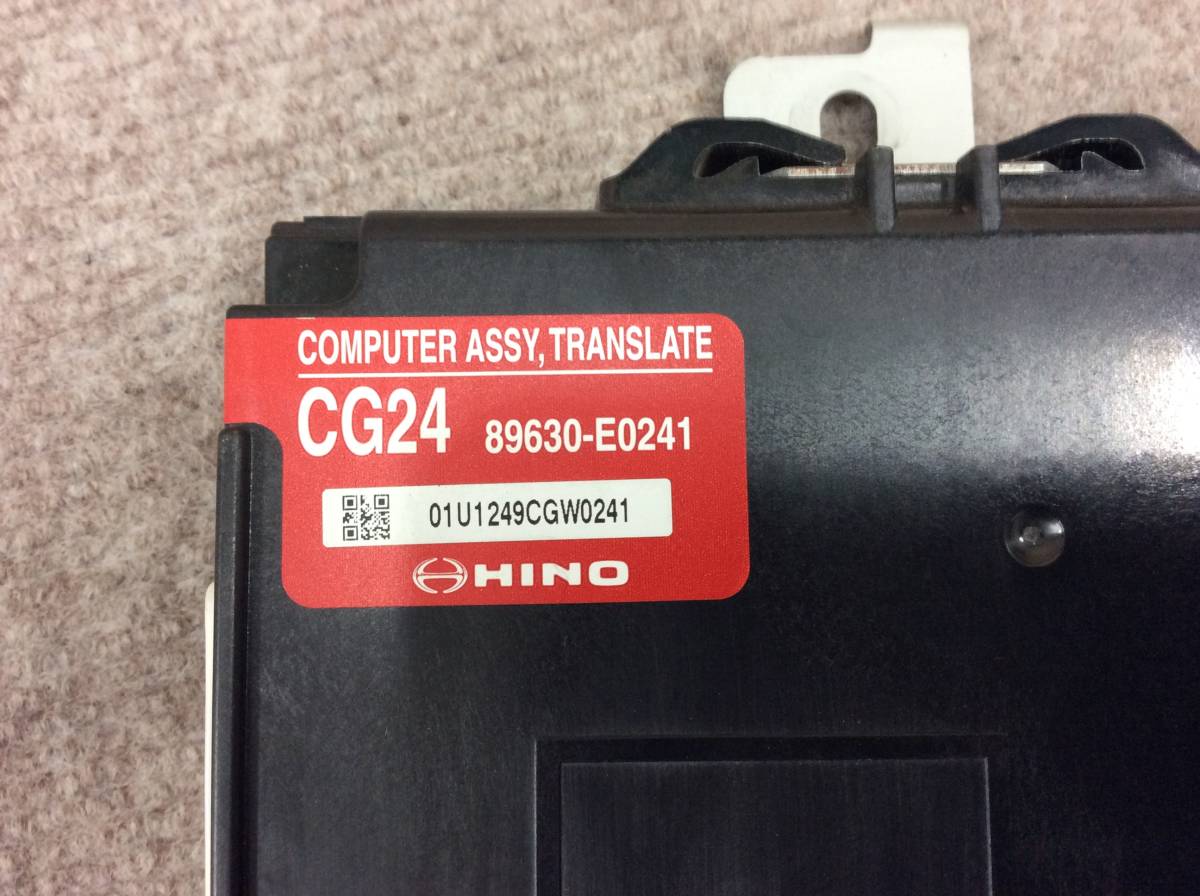 COMPUTER ASSY, TRANSLATE
CG24 89630-E0241
01U1249CGW0241
HINO